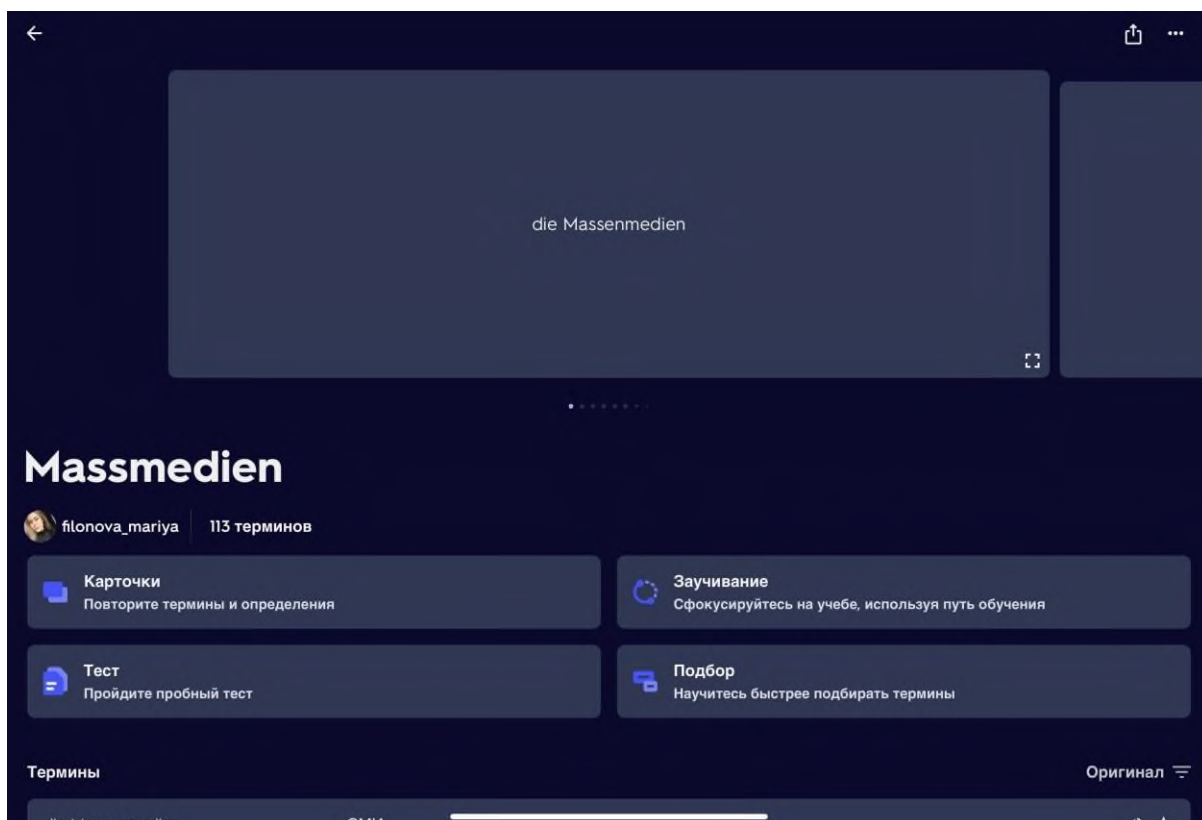 die Massenmedien
Massmedien
filonova_mariya 113 терминов
Карточки
Повторите термины и определения
Заучивание
Сфокусируйтесь на учебе, используя путь обучения
Тест
Пройдите пробный тест
Подбор
Научитесь быстрее подбирать термины
Термины
Оригинал